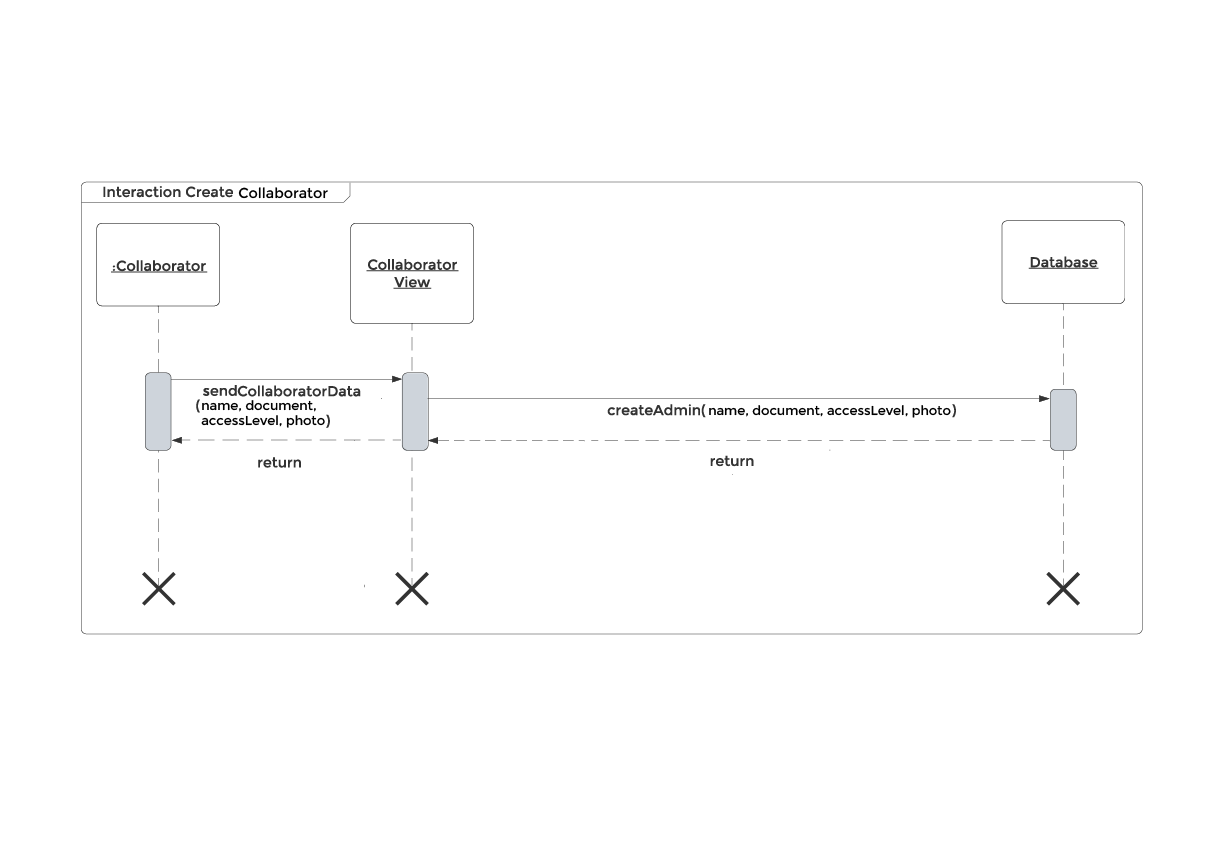 Interaction Create Collaborator
:Collaborator
Collaborator
View
Database
sendCollaboratorData
(name, document,
accessLevel, photo)
createAdmin( name, document, accessLevel, photo)
return
return